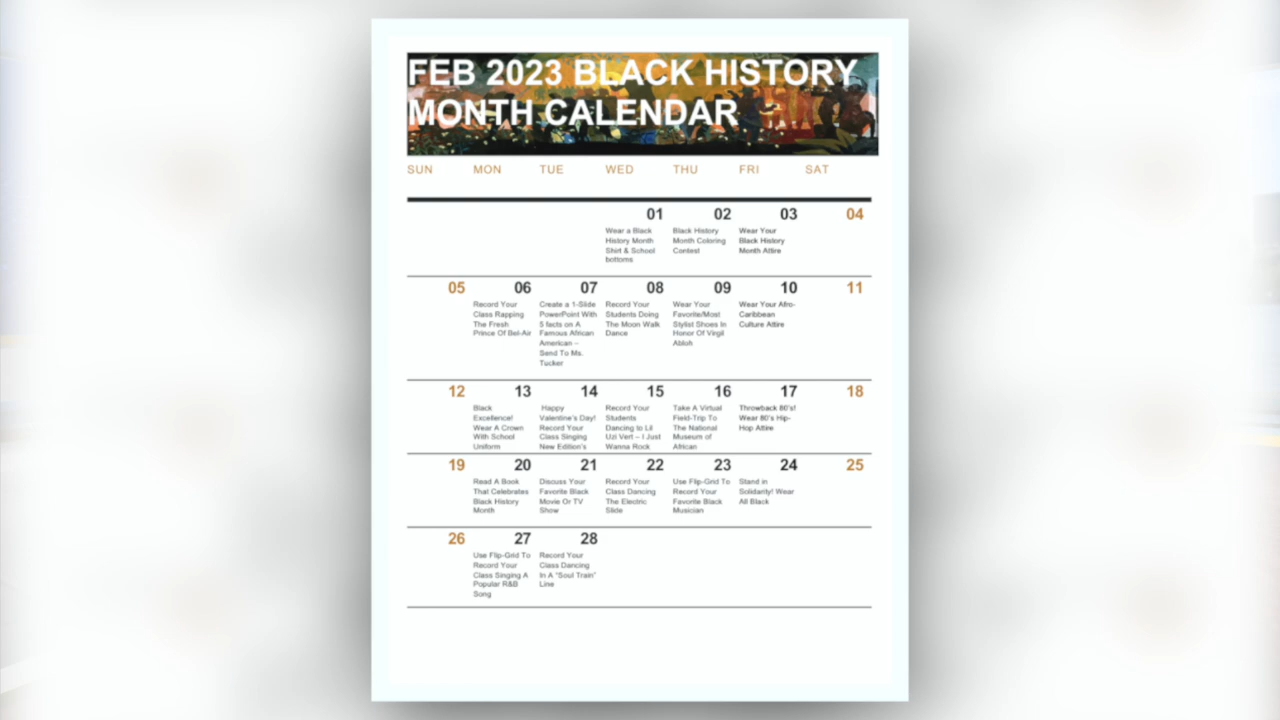 FEB 2023 BLACK HISTORY
MONTH CALENDAR
SUN MON TUE WED THU FRI SAT
01 02 03 04
Wear a Black
History Month
Shirt & School
bottoms
Black History
Month Coloring
Contest
Wear Your
Black History
Month Attire
05 06 07 08 09 10 11
Record Your
Class Rapping
The Fresh
Prince Of Bel-Air
Create a 1-Slide
PowerPoint With
5 facts on A
Famous African
American –
Send To Ms.
Tucker
Record Your
Students Doing
The Moon Walk
Dance
Wear Your
Favorite/Most
Stylist Shoes In
Honor Of Virgil
Abloh
Wear Your Afro-
Caribbean
Culture Attire
12 13 14 15 16 17 18
Black
Excellence!
Wear A Crown
With School
Uniform
Happy
Valentine's Day!
Record Your
Class Singing
New Edition's
Record Your
Students
Dancing to Lil
Uzi Vert – I Just
Wanna Rock
Take A Virtual
Field-Trip To
The National
Museum of
African
Throwback 80's!
Wear 80's Hip-
Hop Attire
19 20 21 22 23 24 25
Read A Book
That Celebrates
Black History
Month
Discuss Your
Favorite Black
Movie Or TV
Show
Record Your
Class Dancing
The Electric
Slide
Use Flip-Grid To
Record Your
Favorite Black
Musician
Stand in
Solidarity! Wear
All Black
26 27 28
Use Flip-Grid To
Record Your
Class Singing A
Popular R&B
Song
Record Your
Class Dancing
In A "Soul Train"
Line